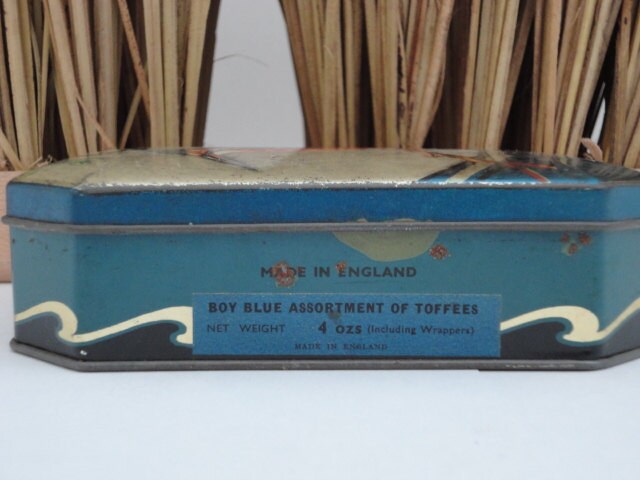 MADE IN ENGLAND
BOY BLUE ASSORTMENT OF TOFFEES
NET WEIGHT 4 OZS (Including Wrappers)
MADE IN ENGLAND